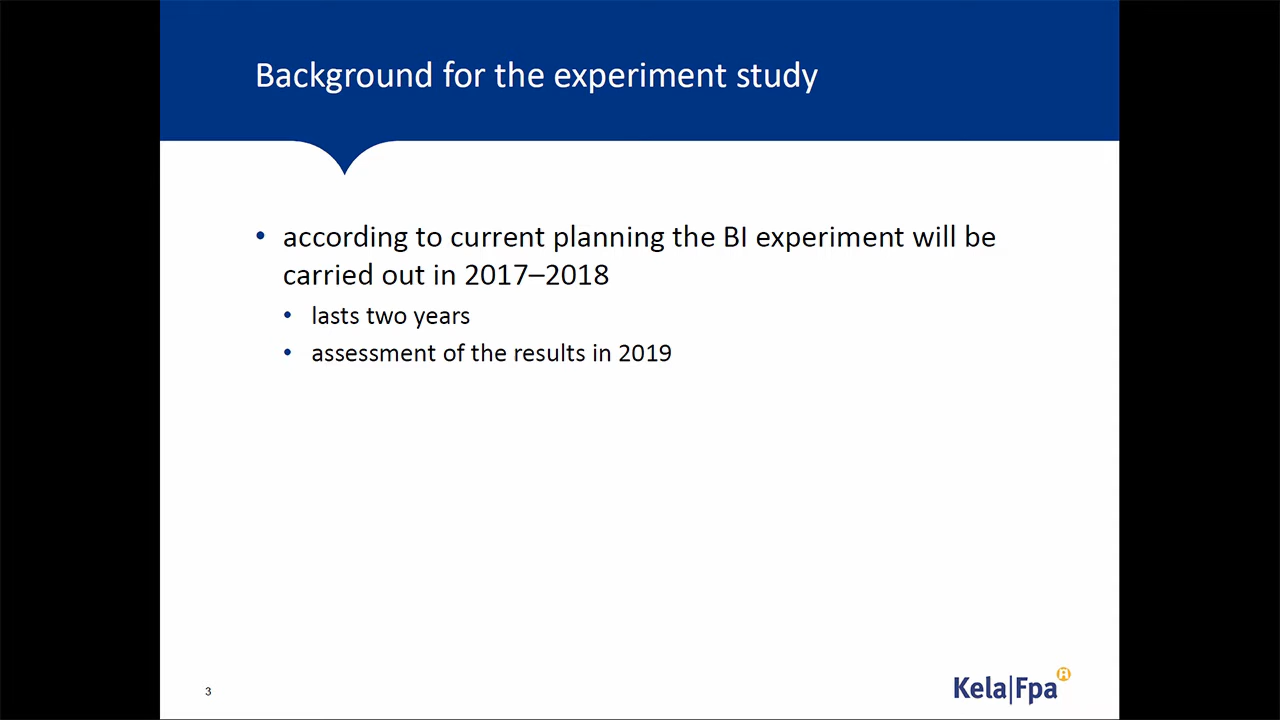 Background for the experiment study
• according to current planning the BI experiment will be
carried out in 2017–2018
• lasts two years
• assessment of the results in 2019
3
Kela|Fpa